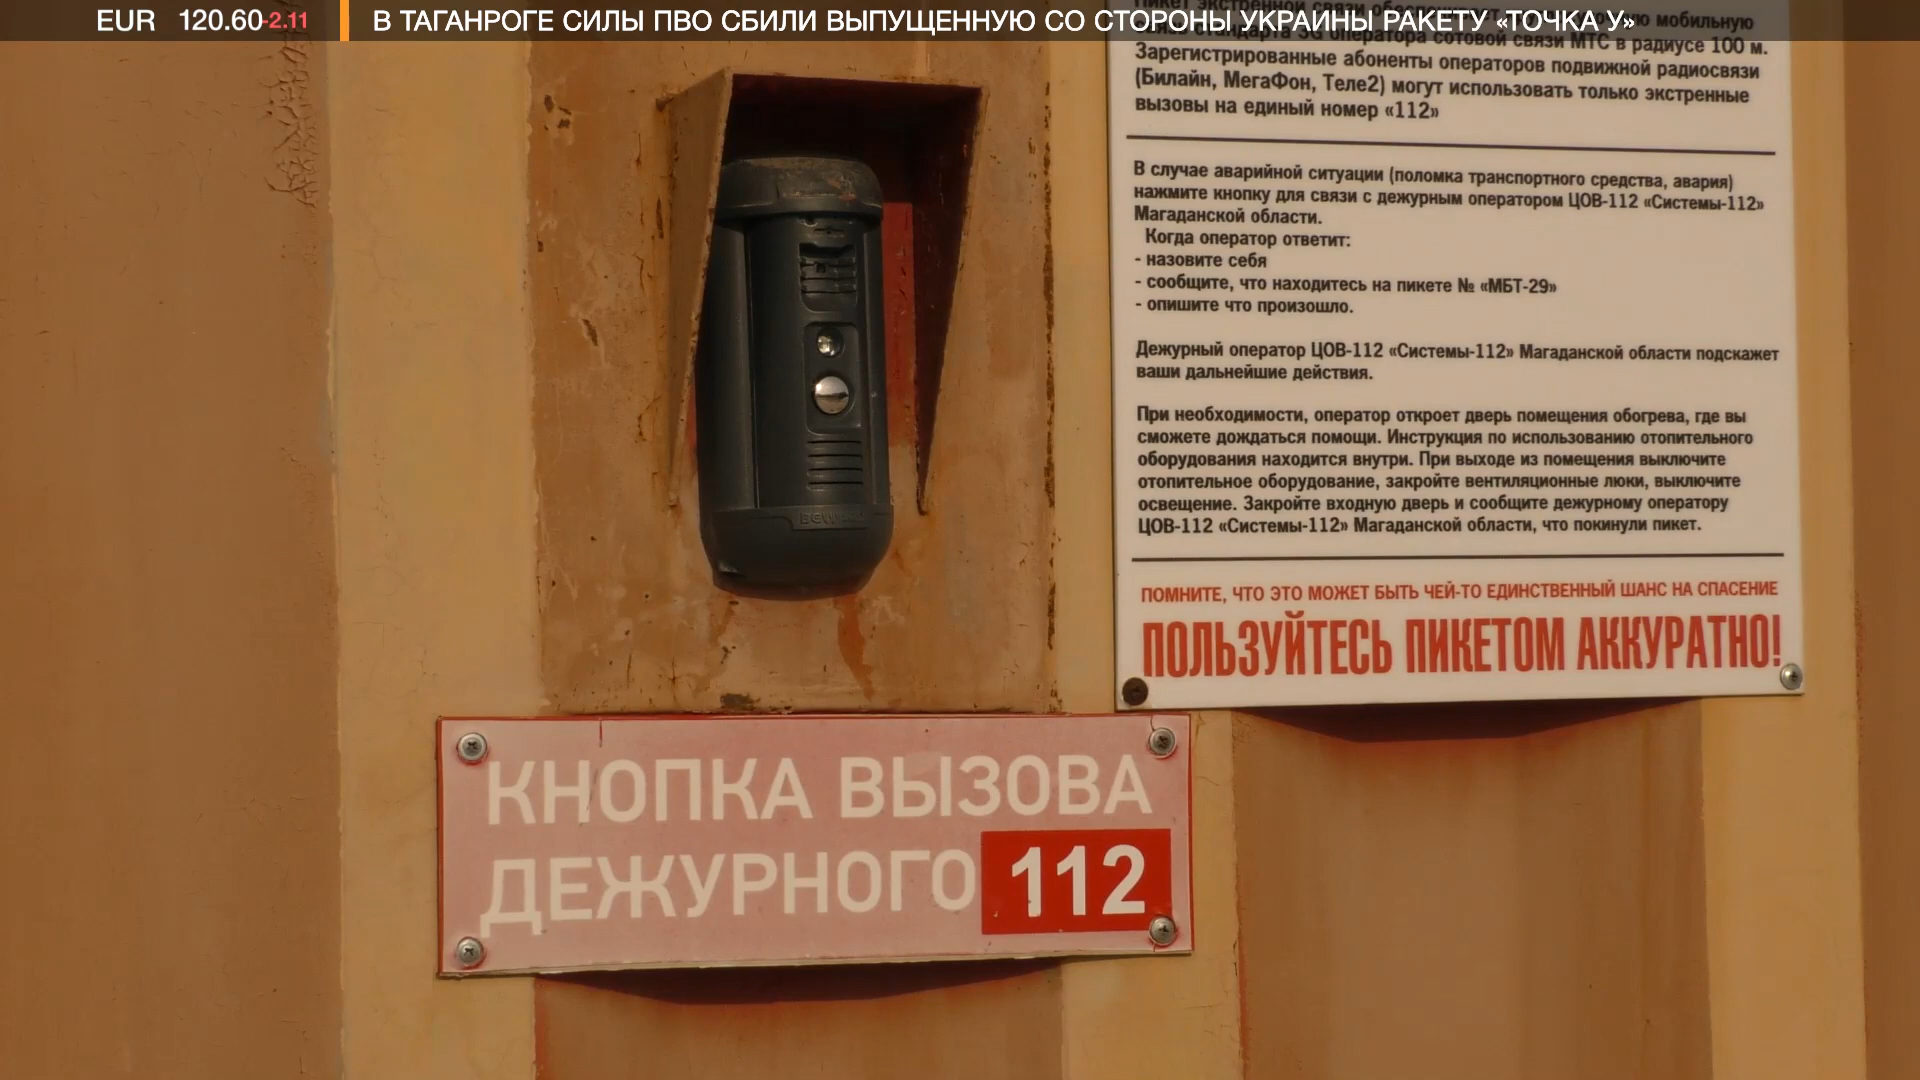 EUR 120.60 -2.11
В ТАГАНРОГЕ СИЛЫ ПВО СБИЛИ ВЫПУЩЕННУЮ СО СТОРОНЫ УКРАИНЫ РАКЕТУ «ТОЧКА У»
Пикет экстренной связи обеспечивает мобильную
стандарта 3G оператора сотовой связи МТС в радиусе 100 м.
Зарегистрированные абоненты операторов подвижной радиосвязи
(Билайн, МегаФон, Теле2) могут использовать только экстренные
вызовы на единый номер «112»
В случае аварийной ситуации (поломка транспортного средства, авария)
нажмите кнопку для связи с дежурным оператором ЦОВ-112 «Системы-112»
Магаданской области.
Когда оператор ответит:
- назовите себя
- сообщите, что находитесь на пикете № «МБТ-29»
- опишите что произошло.
Дежурный оператор ЦОВ-112 «Системы-112» Магаданской области подскажет
ваши дальнейшие действия.
При необходимости, оператор откроет дверь помещения обогрева, где вы
сможете дождаться помощи. Инструкция по использованию отопительного
оборудования находится внутри. При выходе из помещения выключите
отопительное оборудование, закройте вентиляционные люки, выключите
освещение. Закройте входную дверь и сообщите дежурному оператору
ЦОВ-112 «Системы-112» Магаданской области, что покинули пикет.
ПОМНИТЕ, ЧТО ЭТО МОЖЕТ БЫТЬ ЧЕЙ-ТО ЕДИНСТВЕННЫЙ ШАНС НА СПАСЕНИЕ
ПОЛЬЗУЙТЕСЬ ПИКЕТОМ АККУРАТНО!
КНОПКА ВЫЗОВА
ДЕЖУРНОГО 112